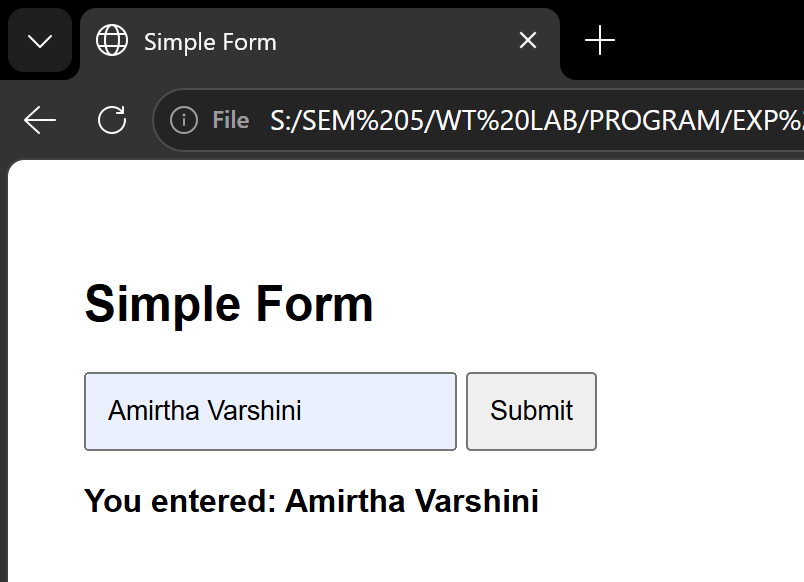 Simple Form
File S:/SEM%205/WT%20LAB/PROGRAM/EXP%
Simple Form
Amirtha Varshini Submit
You entered: Amirtha Varshini